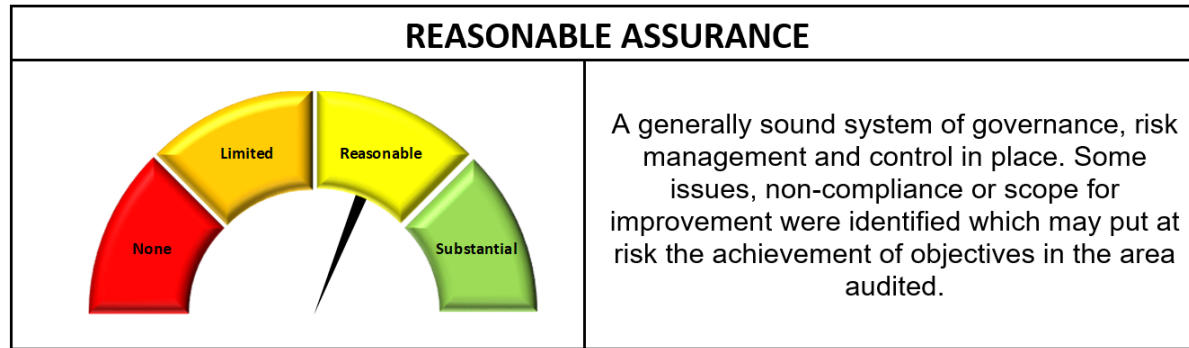 REASONABLE ASSURANCE
Limited
Reasonable
None
Substantial
A generally sound system of governance, risk
management and control in place. Some
issues, non-compliance or scope for
improvement were identified which may put at
risk the achievement of objectives in the area
audited.